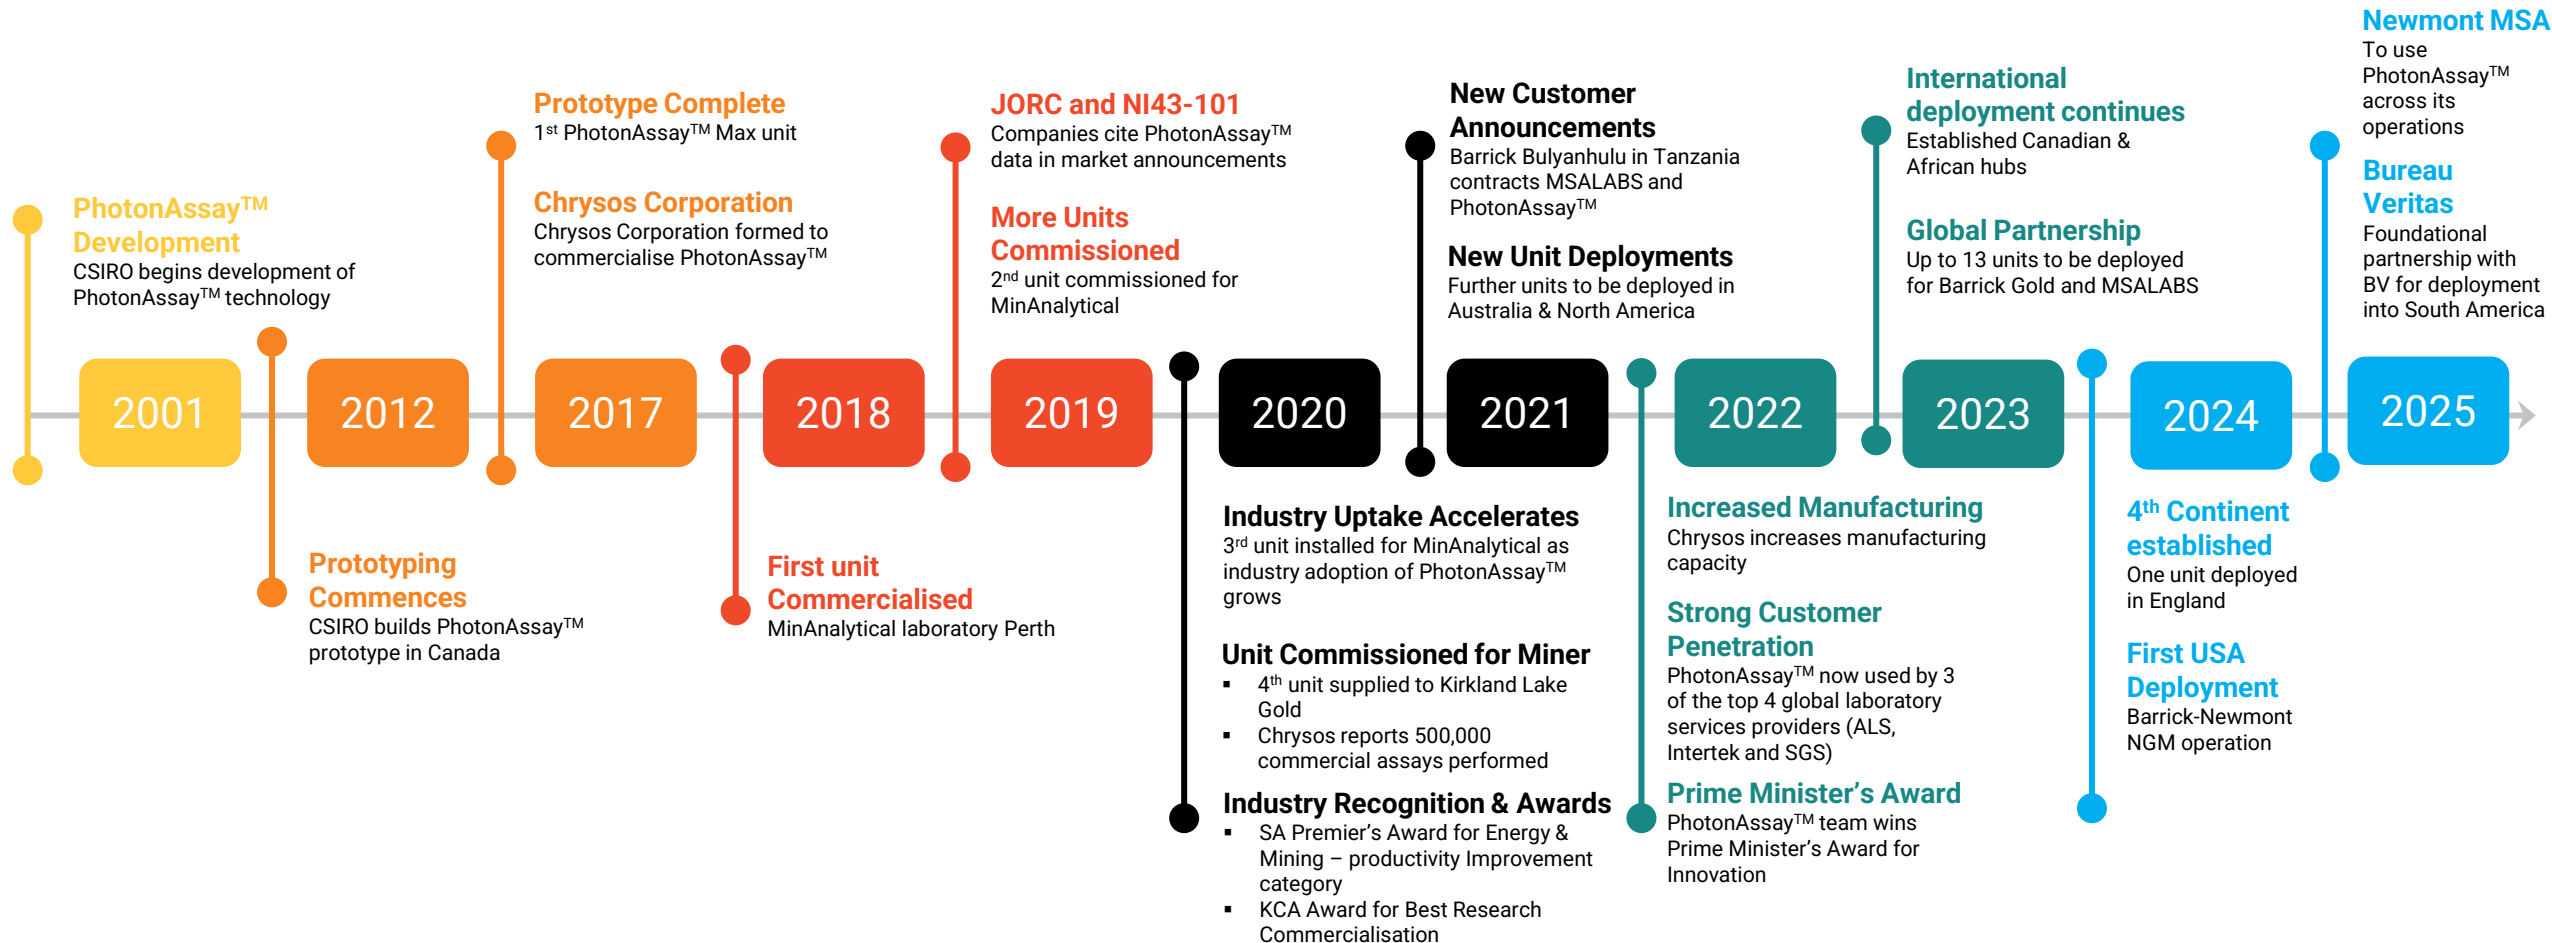 PhotonAssay™
Development
CSIRO begins development of
PhotonAssay™ technology
2001
2012
Prototyping
Commences
CSIRO builds PhotonAssay™
prototype in Canada
Prototype Complete
1st PhotonAssay™ Max unit
Chrysos Corporation
Chrysos Corporation formed to
commercialise PhotonAssay™
2017
2018
First unit
Commercialised
MinAnalytical laboratory Perth
JORC and NI43-101
Companies cite PhotonAssay™
data in market announcements
More Units
Commissioned
2nd unit commissioned for
MinAnalytical
2019
2020
Industry Uptake Accelerates
3rd unit installed for MinAnalytical as
industry adoption of PhotonAssay™
grows
Unit Commissioned for Miner
▪ 4th unit supplied to Kirkland Lake
Gold
▪ Chrysos reports 500,000
commercial assays performed
Industry Recognition & Awards
▪ SA Premier's Award for Energy &
Mining – productivity Improvement
category
▪ KCA Award for Best Research
Commercialisation
New Customer
Announcements
Barrick Bulyanhulu in Tanzania
contracts MSALABS and
PhotonAssay™
New Unit Deployments
Further units to be deployed in
Australia & North America
2021
2022
Increased Manufacturing
Chrysos increases manufacturing
capacity
Strong Customer
Penetration
PhotonAssay™ now used by 3
of the top 4 global laboratory
services providers (ALS,
Intertek and SGS)
Prime Minister's Award
PhotonAssay™ team wins
Prime Minister's Award for
Innovation
International
deployment continues
Established Canadian &
African hubs
Global Partnership
Up to 13 units to be deployed
for Barrick Gold and MSALABS
2023
2024
4th Continent
established
One unit deployed
in England
First USA
Deployment
Barrick-Newmont
NGM operation
Newmont MSA
To use
PhotonAssay™
across its
operations
Bureau
Veritas
Foundational
partnership with
BV for deployment
into South America
2025